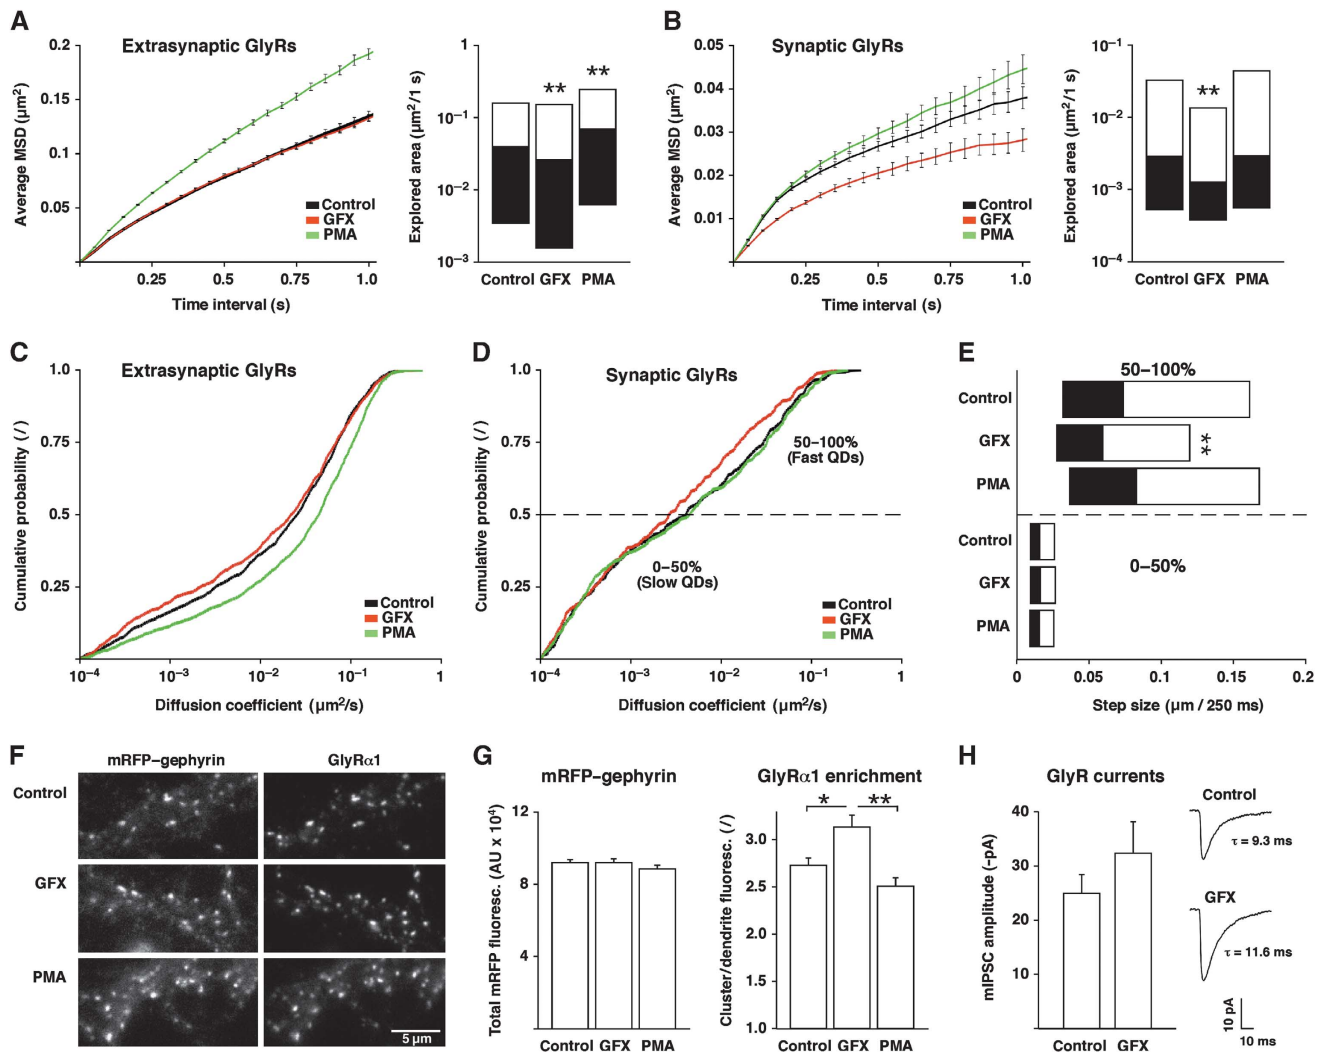 A
Extrasynaptic GlyRs
Average MSD (µm²)
0.2
0.15
0.1
0.05
0.25
0.5
0.75
1.0
Time interval (s)
Control
GFX
PMA
Explored area (µm²/1 s)
1
10−1
10−2
10−3
**
**
Control GFX PMA
B
Synaptic GlyRs
Average MSD (µm²)
0.05
0.04
0.03
0.02
0.01
0.25
0.5
0.75
1.0
Time interval (s)
Control
GFX
PMA
Explored area (µm²/1 s)
10−1
10−2
10−3
10−4
**
Control GFX PMA
C
Extrasynaptic GlyRs
Cumulative probability (/)
1.0
0.75
0.5
0.25
10−4
10−3
10−2
10−1
1
Diffusion coefficient (µm²/s)
Control
GFX
PMA
D
Synaptic GlyRs
Cumulative probability (/)
1.0
0.75
0.5
0.25
50–100%
(Fast QDs)
0–50%
(Slow QDs)
Control
GFX
PMA
10−4
10−3
10−2
10−1
1
Diffusion coefficient (µm²/s)
E
50–100%
Control
GFX
**
PMA
Control
0–50%
GFX
PMA
0
0.05
0.1
0.15
0.2
Step size (µm / 250 ms)
F
mRFP–gephyrin
GlyRα1
Control
GFX
PMA
5 µm
G
mRFP–gephyrin
Total mRFP fluoresc. (AU x 10⁴)
12
8
4
Control GFX PMA
GlyRα1 enrichment
Cluster/dendrite fluoresc. (/)
3.0
2.5
2.0
1.5
1.0
*
**
Control GFX PMA
H
GlyR currents
mIPSC amplitude (-pA)
40
30
20
10
Control GFX
Control
τ = 9.3 ms
GFX
τ = 11.6 ms
10 pA
10 ms